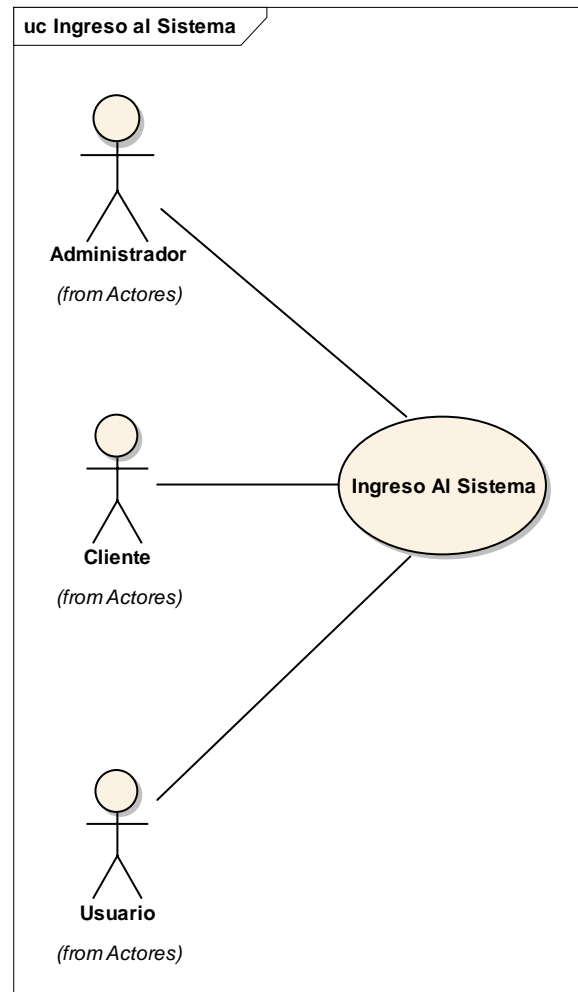 uc Ingreso al Sistema
Administrador
(from Actores)
Cliente
(from Actores)
Ingreso Al Sistema
Usuario
(from Actores)